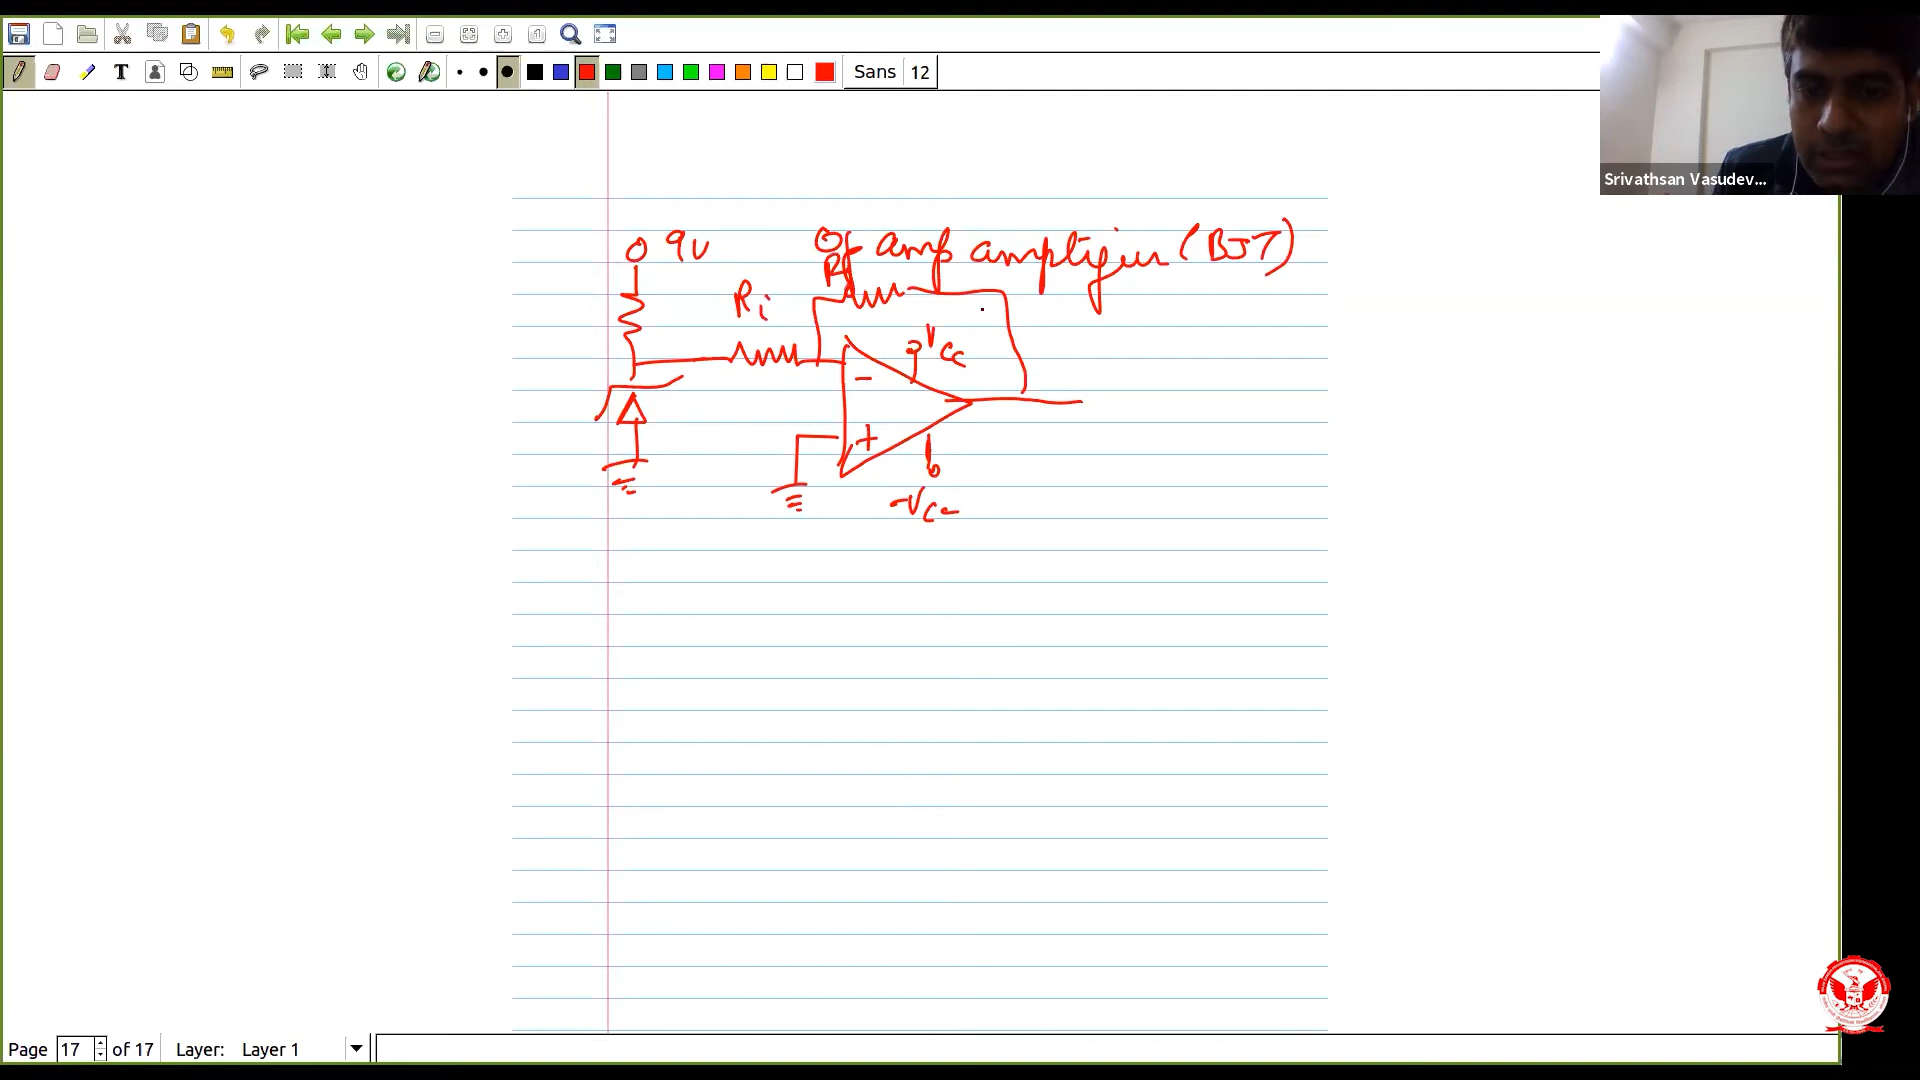 T
Sans 12
Srivathsan Vasudev...
9V
Op amp amplifier (BJT)
Rf
Ri
VCC
-
+
-VCC
Page 17 of 17 Layer: Layer 1